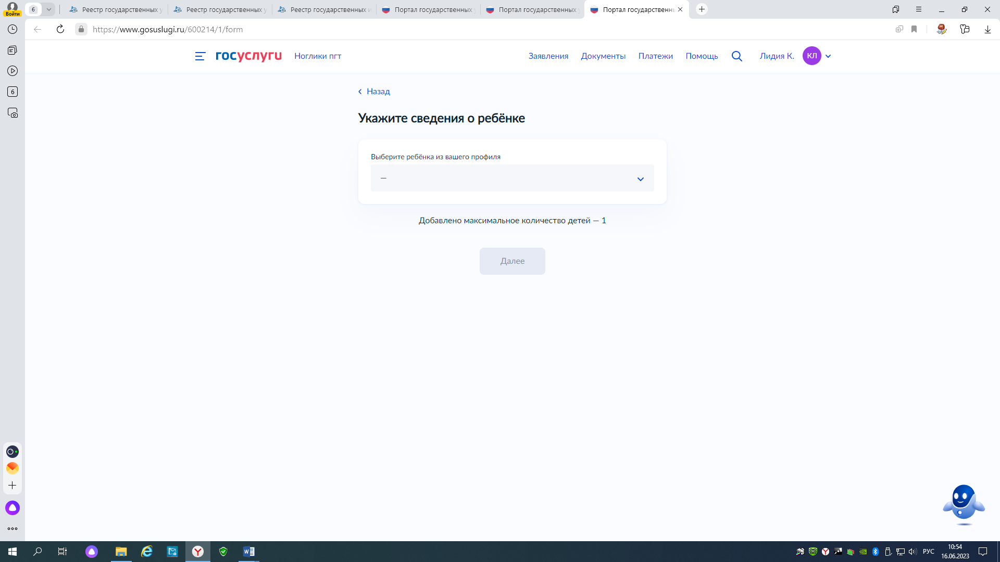 6
Реестр государственных у
Реестр государственных у
Реестр государственных и
Портал государственных у
Портал государственных у
Портал государственнь
Войти
https://www.gosuslugi.ru/600214/1/form
госуслуги
Ноглики пгт
Заявления
Документы
Платежи
Помощь
Лидия К.
КЛ
6
Назад
Укажите сведения о ребёнке
Выберите ребёнка из вашего профиля
—
Добавлено максимальное количество детей — 1
Далее
РУС
10:54
16.06.2023